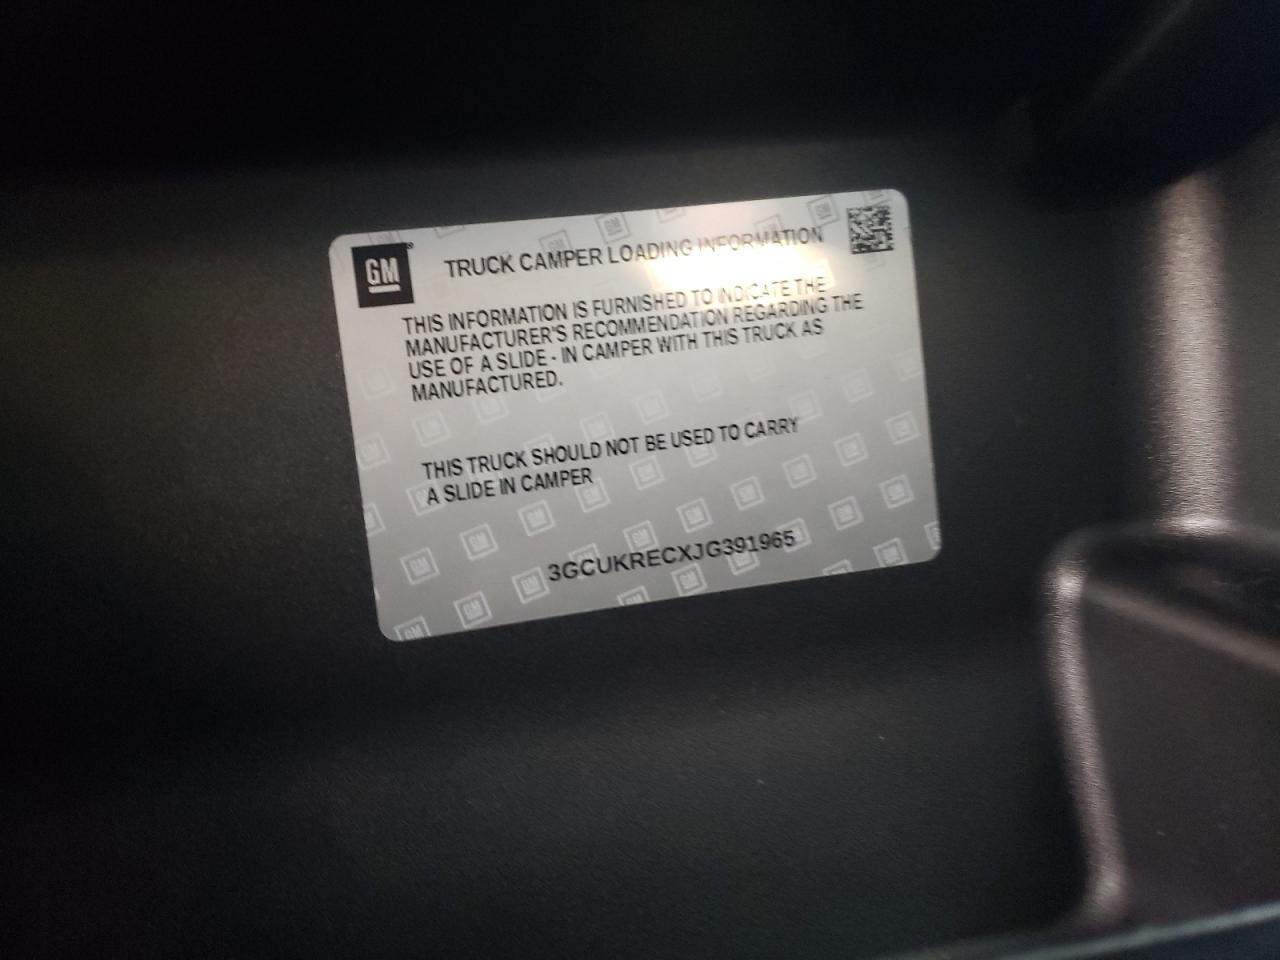 GM
TRUCK CAMPER LOADING INFORMATION
THIS INFORMATION IS FURNISHED TO INDICATE THE
MANUFACTURER'S RECOMMENDATION REGARDING THE
USE OF A SLIDE - IN CAMPER WITH THIS TRUCK AS
MANUFACTURED.
THIS TRUCK SHOULD NOT BE USED TO CARRY
A SLIDE IN CAMPER
3GCUKRECXJG391965